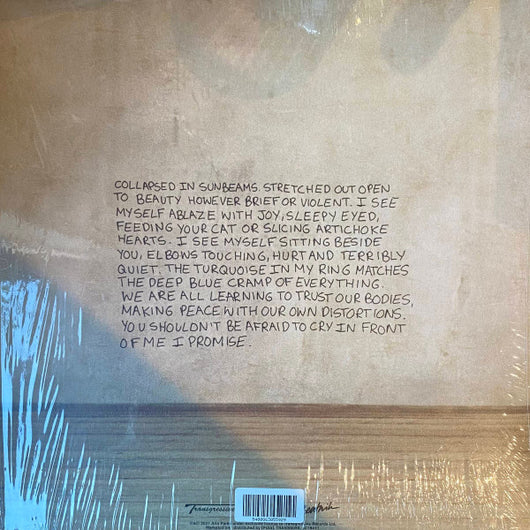 COLLAPSED IN SUNBEAMS. STRETCHED OUT OPEN
TO BEAUTY HOWEVER BRIEF OR VIOLENT. I SEE
MYSELF ABLAZE WITH JOY, SLEEPY EYED,
FEEDING YOUR CAT OR SLICING ARTICHOKE
HEARTS. I SEE MYSELF SITTING BESIDE
YOU, ELBOWS TOUCHING, HURT AND TERRIBLY
QUIET. THE TURQUOISE IN MY RING MATCHES
THE DEEP BLUE CRAMP OF EVERYTHING.
WE ARE ALL LEARNING TO TRUST OUR BODIES,
MAKING PEACE WITH OUR OWN DISTORTIONS.
YOU SHOULDN'T BE AFRAID TO CRY IN FRONT
OF ME I PROMISE.
Transgressive